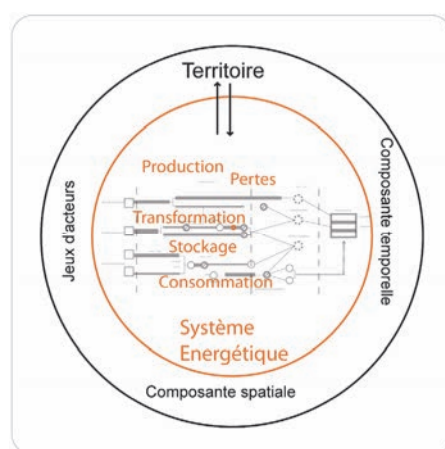 Territoire
Production
Pertes
Transformation
Stockage
Consommation
Système
Energétique
Jeux d'acteurs
Composante temporelle
Composante spatiale